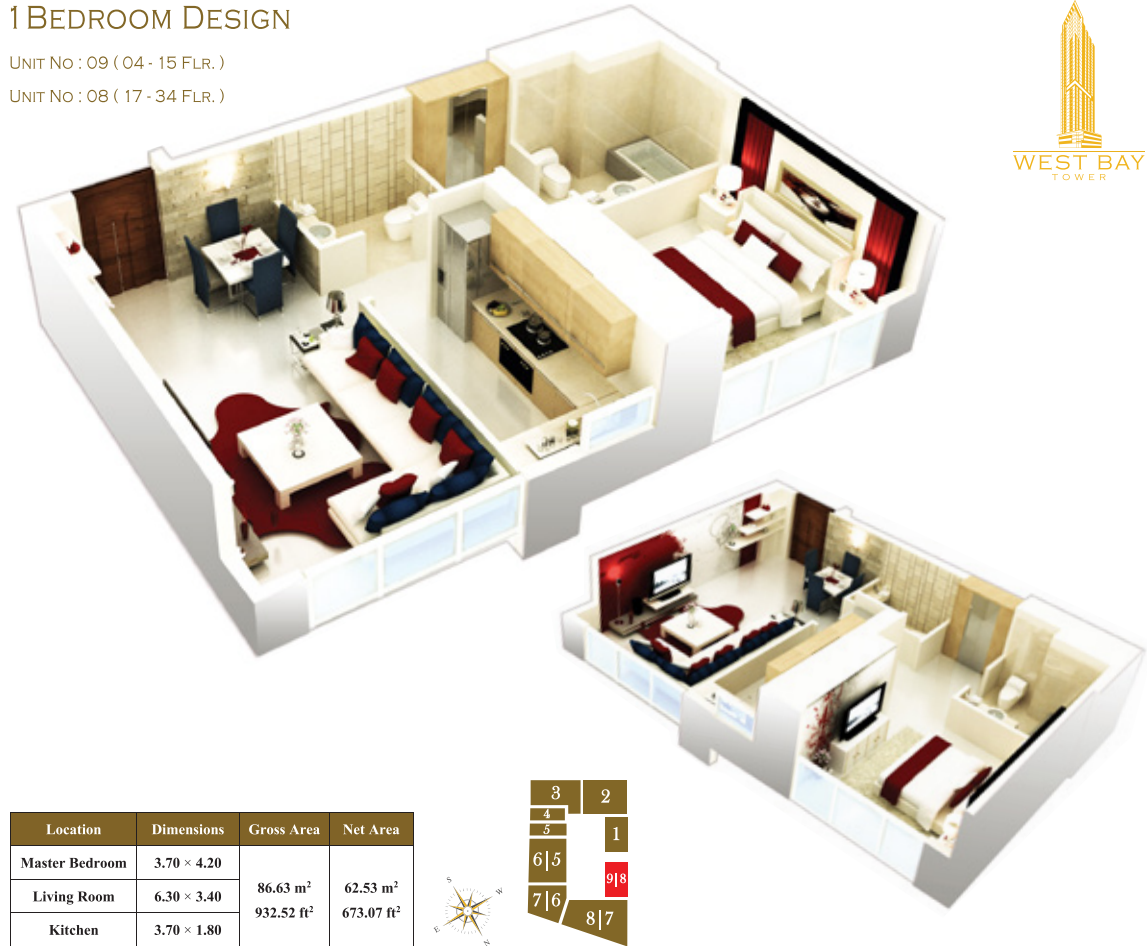 1 BEDROOM DESIGN
UNIT NO : 09 ( 04 - 15 FLR. )
UNIT NO : 08 ( 17 - 34 FLR. )
WEST BAY
TOWER
Location Dimensions Gross Area Net Area
Master Bedroom 3.70 × 4.20
Living Room 6.30 × 3.40
Kitchen 3.70 × 1.80
86.63 m² 62.53 m²
932.52 ft² 673.07 ft²
S
W
E
N
3 2
4
5
1
6|5
9|8
7|6
8|7